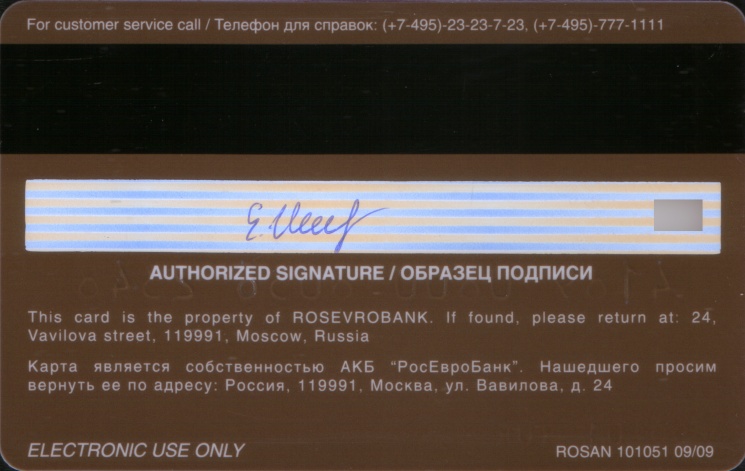 For customer service call / Телефон для справок: (+7-495)-23-23-7-23, (+7-495)-777-1111
AUTHORIZED SIGNATURE / ОБРАЗЕЦ ПОДПИСИ
This card is the property of ROSEVROBANK. If found, please return at: 24,
Vavilova street, 119991, Moscow, Russia
Карта является собственностью АКБ "РосЕвроБанк". Нашедшего просим
вернуть ее по адресу: Россия, 119991, Москва, ул. Вавилова, д. 24
ELECTRONIC USE ONLY
ROSAN 101051 09/09